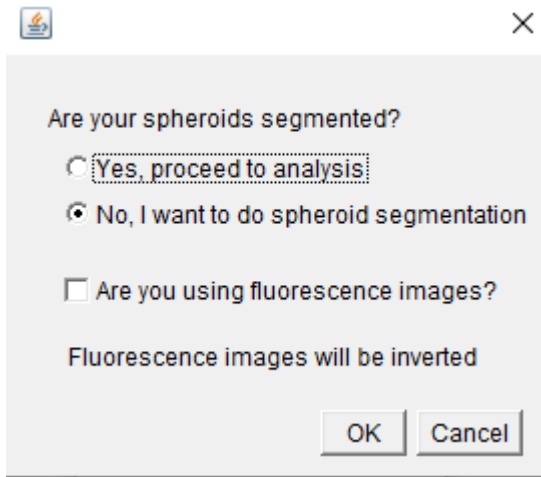 Are your spheroids segmented?
Yes, proceed to analysis
No, I want to do spheroid segmentation
Are you using fluorescence images?
Fluorescence images will be inverted
OK Cancel